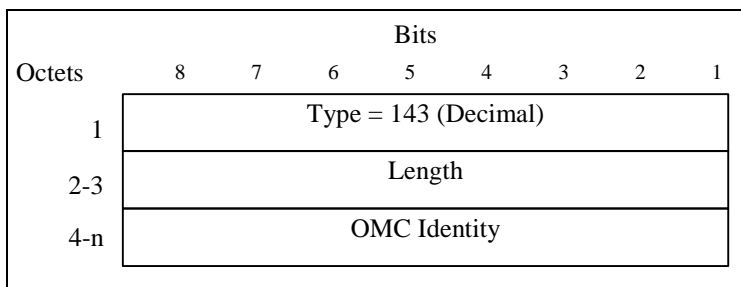 Bits
Octets 8 7 6 5 4 3 2 1
1 Type = 143 (Decimal)
2-3 Length
4-n OMC Identity